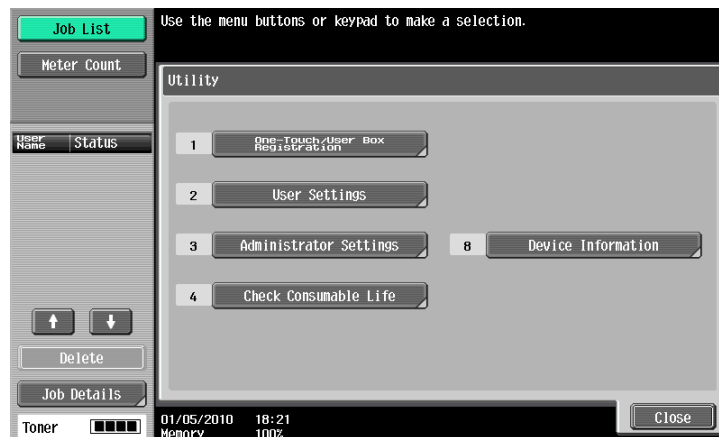 Job List
Meter Count
User Name
Status
Delete
Job Details
Toner
Use the menu buttons or keypad to make a selection.
Utility
1 One-Touch/User Box
Registration
2 User Settings
3 Administrator Settings
8 Device Information
4 Check Consumable Life
01/05/2010 18:21
Memory 100%
Close